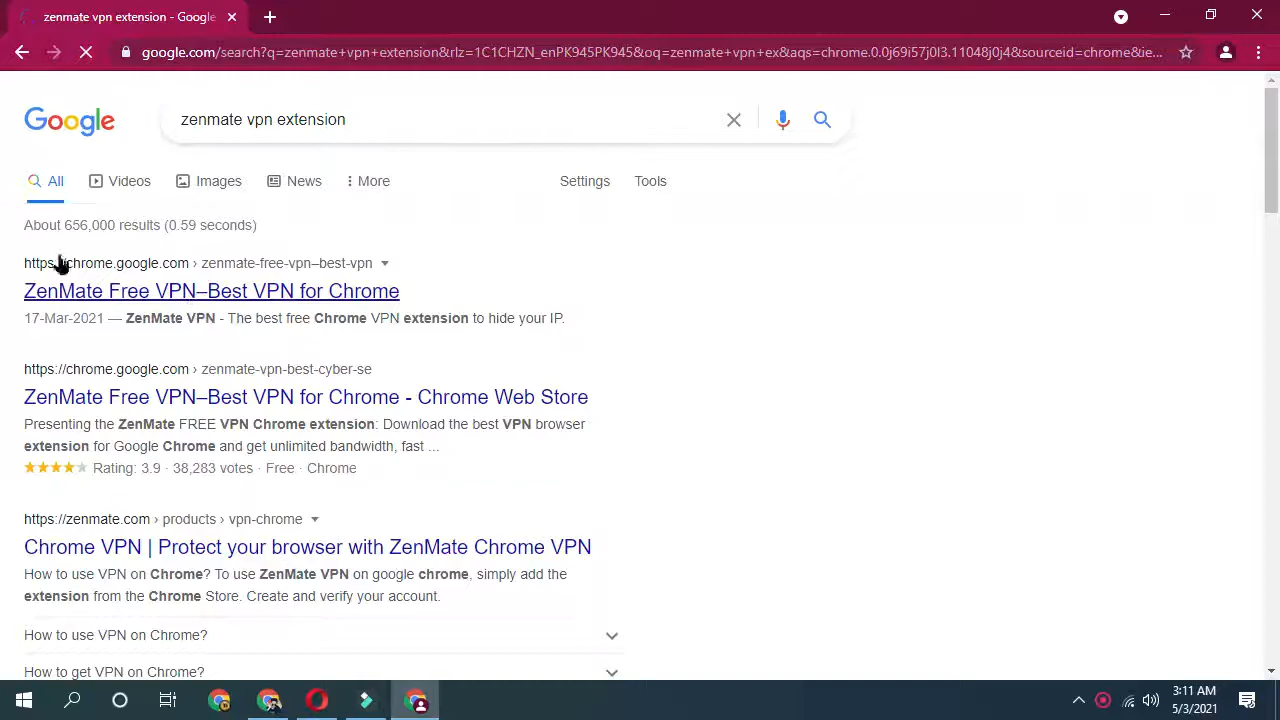 zenmate vpn extension - Google
google.com/search?q=zenmate+vpn+extension&rlz=1C1CHZN_enPK945PK945&oq=zenmate+vpn+ex&aqs=chrome.0.0j69i57j0l3.11048j0j4&sourceid=chrome&ie...
Google
zenmate vpn extension
All Videos Images News More Settings Tools
About 656,000 results (0.59 seconds)
https://chrome.google.com › zenmate-free-vpn–best-vpn
ZenMate Free VPN–Best VPN for Chrome
17-Mar-2021 — ZenMate VPN - The best free Chrome VPN extension to hide your IP.
https://chrome.google.com › zenmate-vpn-best-cyber-se
ZenMate Free VPN–Best VPN for Chrome - Chrome Web Store
Presenting the ZenMate FREE VPN Chrome extension: Download the best VPN browser
extension for Google Chrome and get unlimited bandwidth, fast ...
Rating: 3.9 · 38,283 votes · Free · Chrome
https://zenmate.com › products › vpn-chrome
Chrome VPN | Protect your browser with ZenMate Chrome VPN
How to use VPN on Chrome? To use ZenMate VPN on google chrome, simply add the
extension from the Chrome Store. Create and verify your account.
How to use VPN on Chrome?
How to get VPN on Chrome?
3:11 AM
5/3/2021